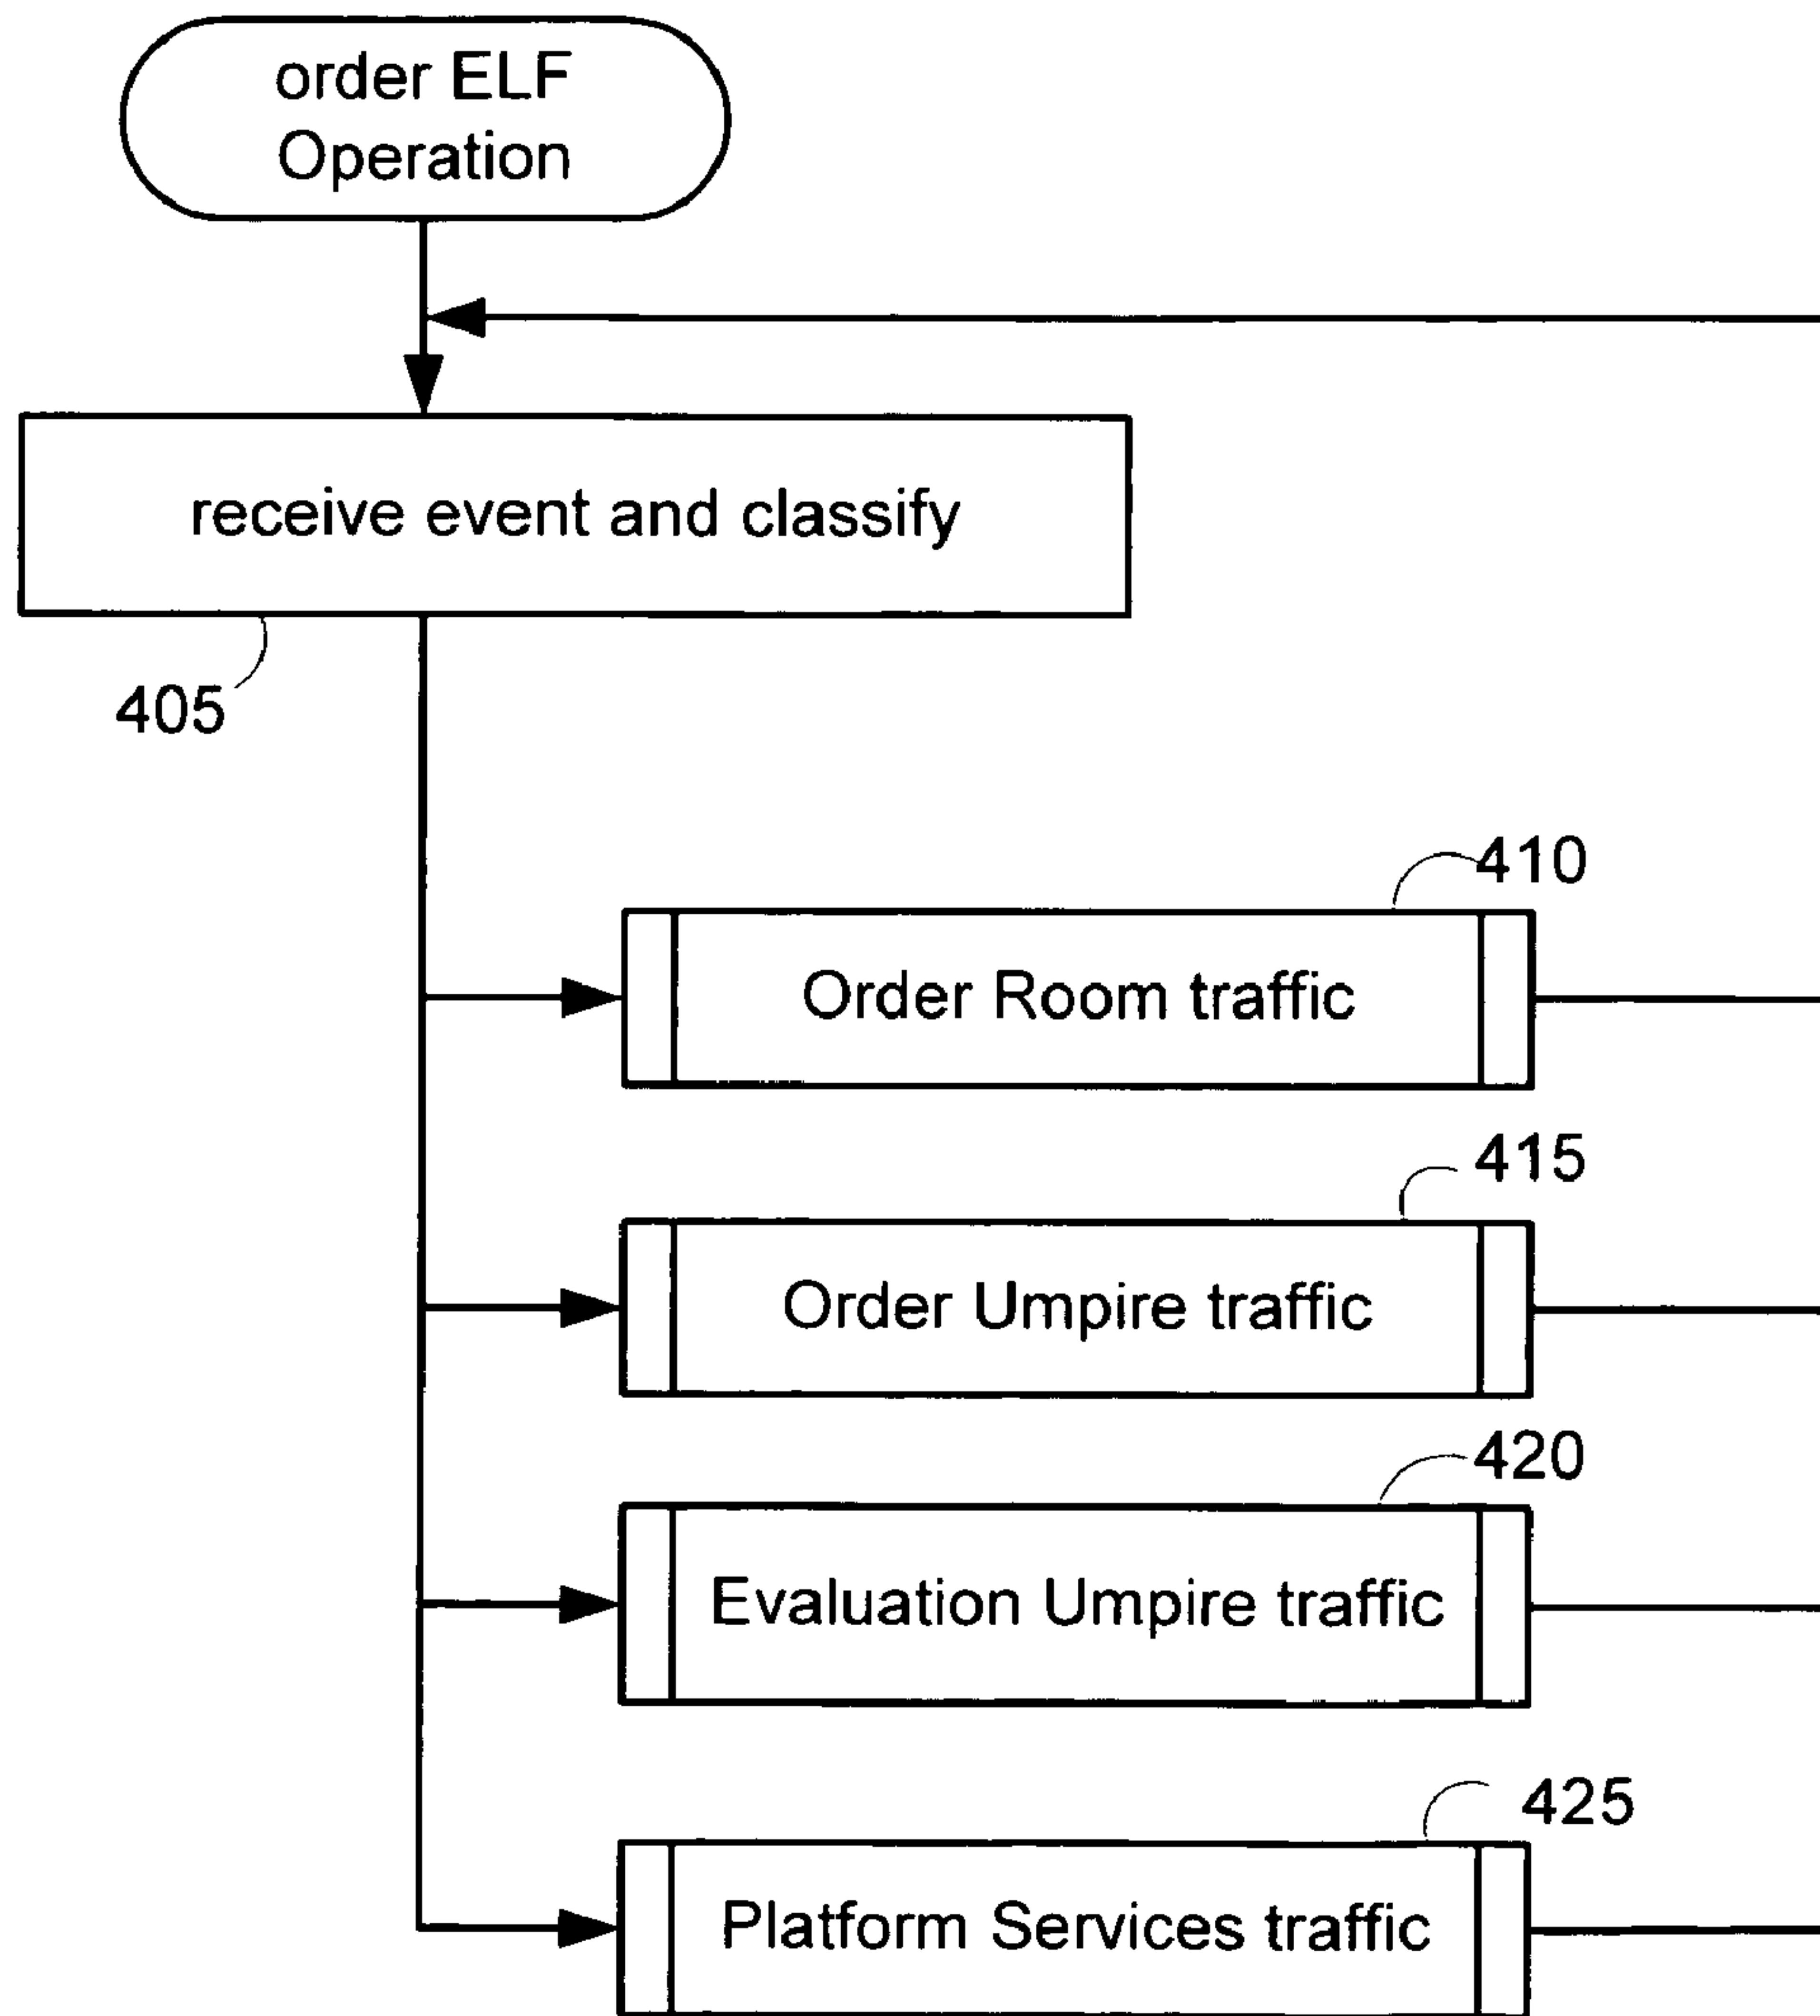 order ELF
Operation
receive event and classify
405
410
Order Room traffic
415
Order Umpire traffic
420
Evaluation Umpire traffic
425
Platform Services traffic